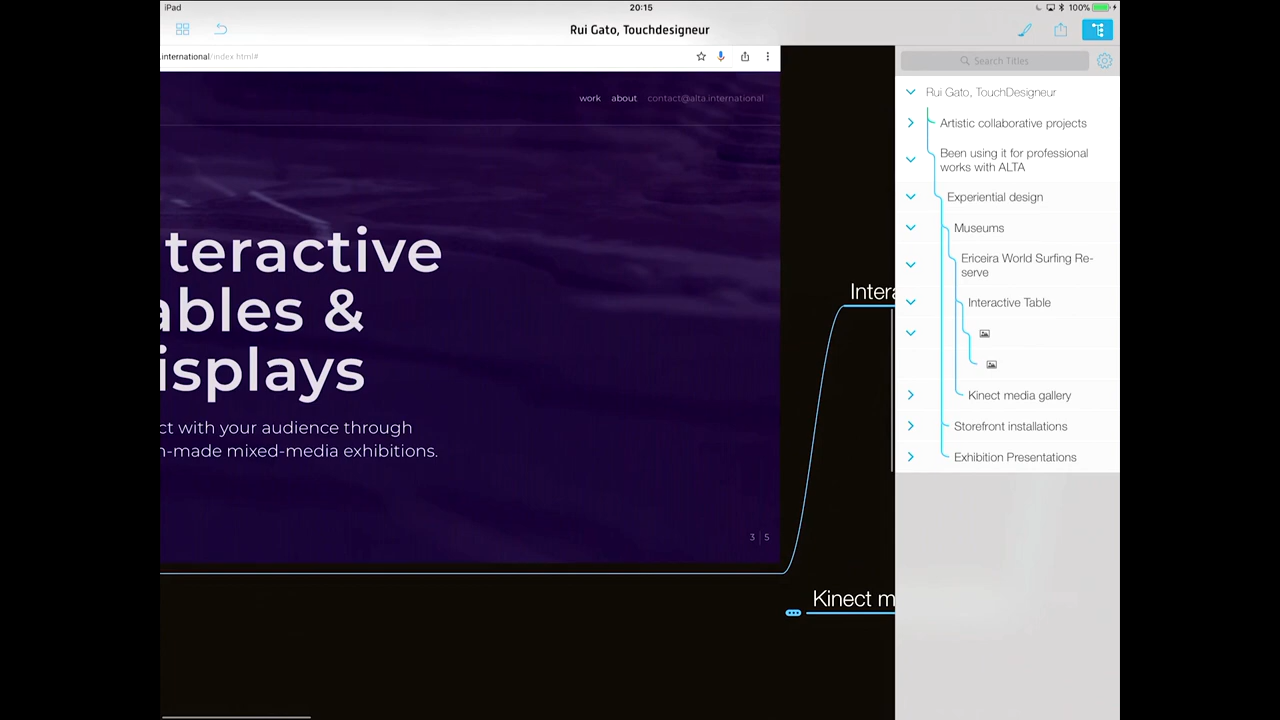 iPad
20:15
100%
Rui Gato, Touchdesigneur
.international/index html#
Search Titles
work about contact@alta.international
teractive
ables &
isplays
ct with your audience through
-made mixed-media exhibitions.
3 | 5
Intera
Kinect m
Rui Gato, TouchDesigneur
Artistic collaborative projects
Been using it for professional
works with ALTA
Experiential design
Museums
Ericeira World Surfing Re-
serve
Interactive Table
Kinect media gallery
Storefront installations
Exhibition Presentations